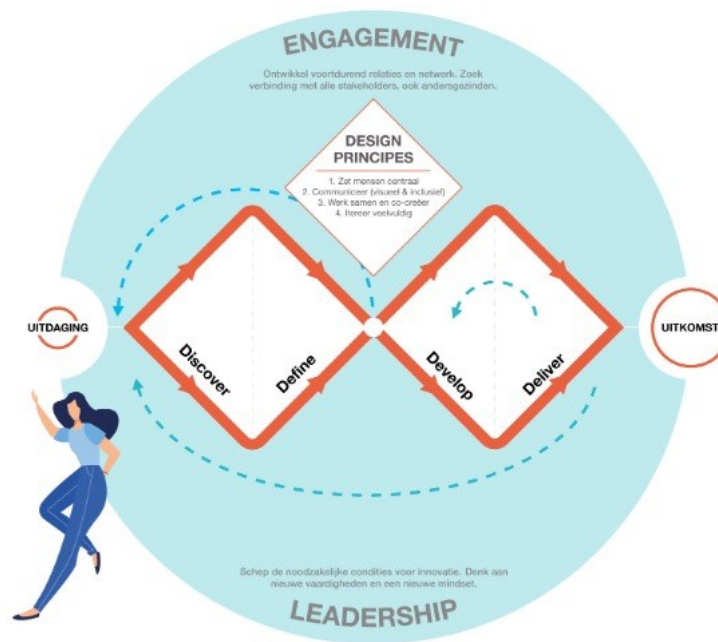 ENGAGEMENT
Ontwikkel voortdurend relaties en netwerk. Zoek
verbinding met alle stakeholders, ook andersgezinden.
DESIGN
PRINCIPES
1. Zet mensen centraal
2. Communiceer (visueel & inclusief)
3. Werk samen en co-creëer
4. Itereer veelvuldig
UITDAGING
UITKOMST
Discover
Define
Develop
Deliver
Schep de noodzakelijke condities voor innovatie. Denk aan
nieuwe vaardigheden en een nieuwe mindset.
LEADERSHIP